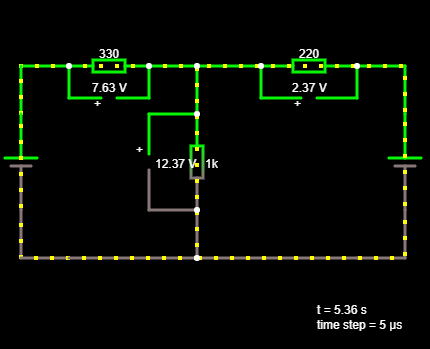 330
220
7.63 V
2.37 V
+
+
+
12.37 V
1k
t = 5.36 s
time step = 5 µs